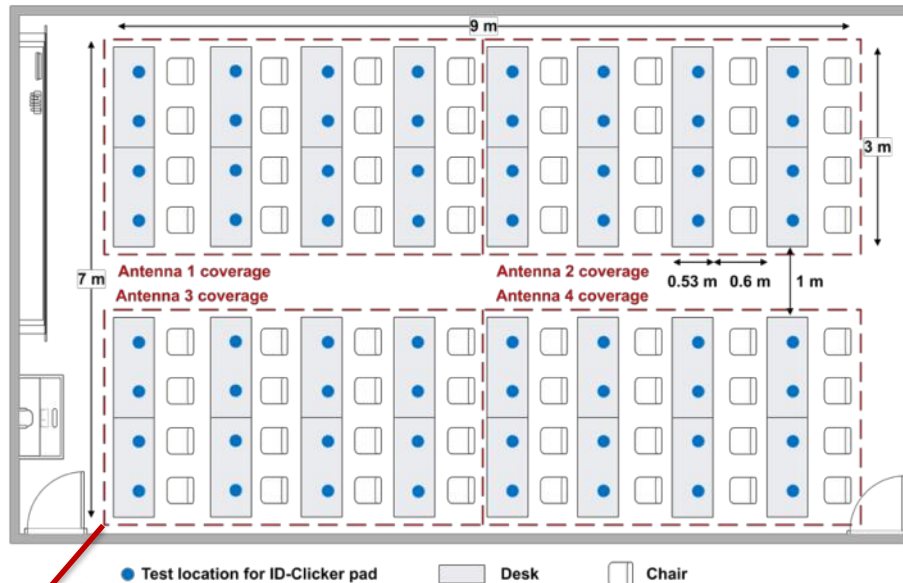 9 m
3 m
Antenna 1 coverage
Antenna 2 coverage
7 m
0.53 m
0.6 m
1 m
Antenna 3 coverage
Antenna 4 coverage
Test location for ID-Clicker pad
Desk
Chair